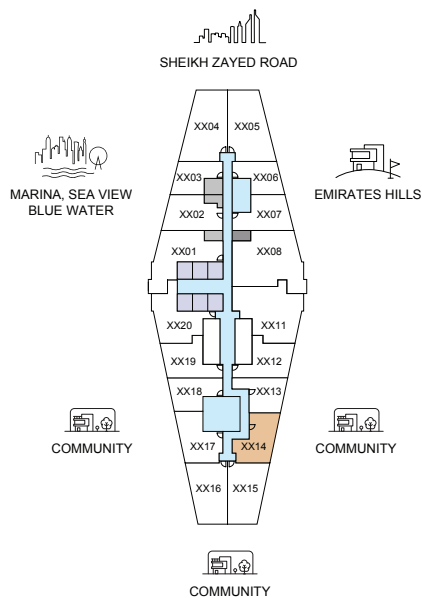 SHEIKH ZAYED ROAD
XX04
XX05
MARINA, SEA VIEW
BLUE WATER
EMIRATES HILLS
XX03
XX06
XX02
XX07
XX01
XX08
XX20
XX11
XX19
XX12
XX18
XX13
COMMUNITY
COMMUNITY
XX17
XX14
XX16
XX15
COMMUNITY